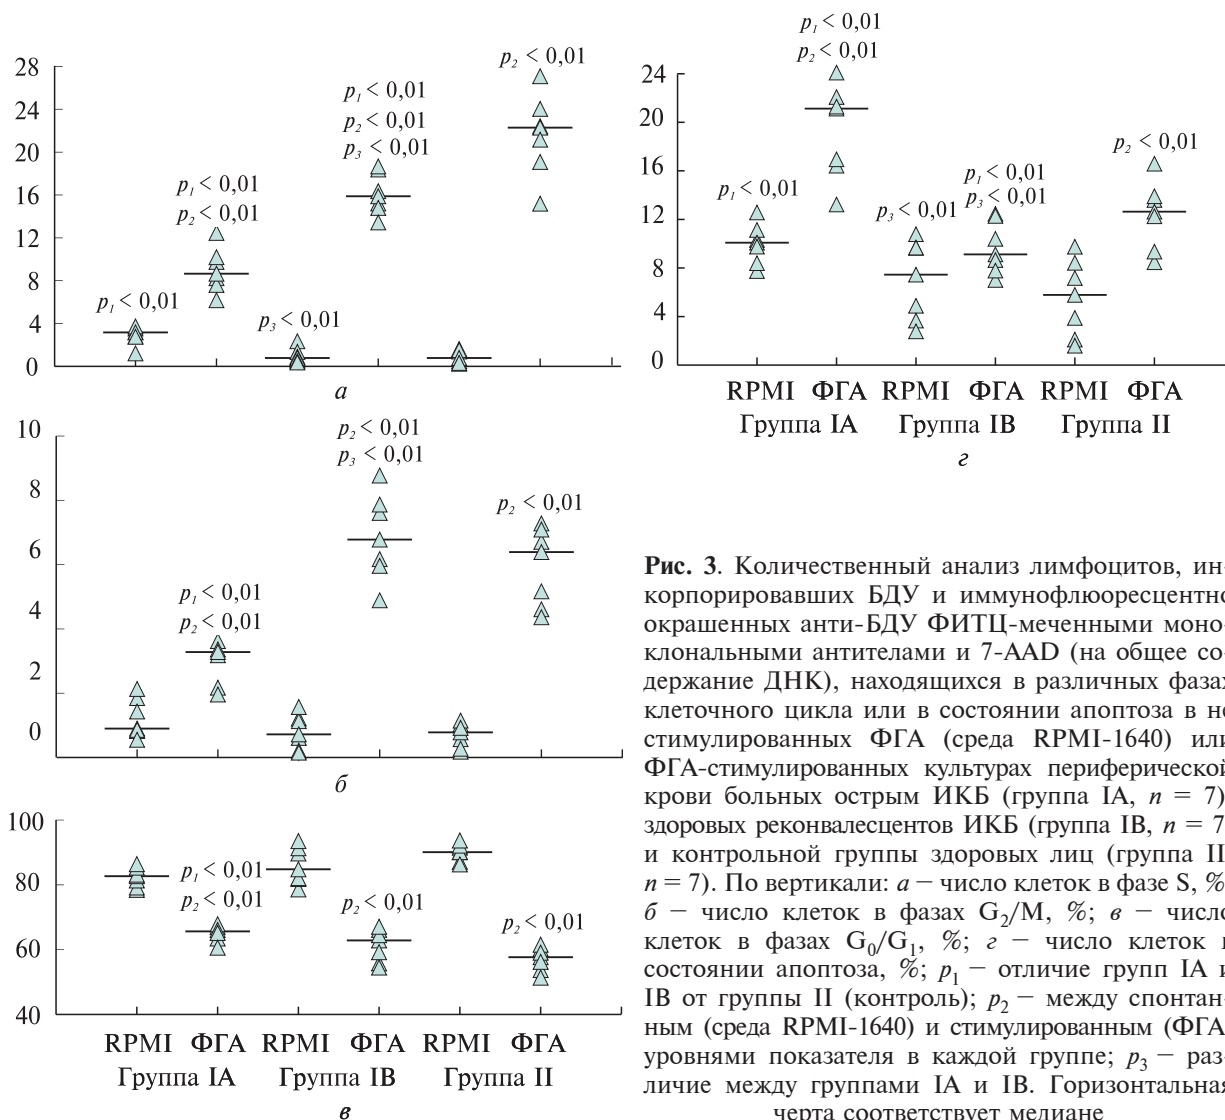 p₁ < 0,01
p₂ < 0,01
p₂ < 0,01
p₁ < 0,01
p₂ < 0,01
p₃ < 0,01
p₁ < 0,01
p₂ < 0,01
p₁ < 0,01
p₃ < 0,01
28
24
20
16
12
8
4
0
а
p₁ < 0,01
p₂ < 0,01
p₁ < 0,01
p₃ < 0,01
p₁ < 0,01
p₃ < 0,01
p₂ < 0,01
24
20
16
12
8
4
0
RPMI ФГА RPMI ФГА RPMI ФГА
Группа IA Группа IB Группа II
г
p₂ < 0,01
p₃ < 0,01
p₂ < 0,01
p₁ < 0,01
p₂ < 0,01
10
8
6
4
2
0
б
p₁ < 0,01
p₂ < 0,01
p₂ < 0,01
p₂ < 0,01
100
80
60
40
RPMI ФГА RPMI ФГА RPMI ФГА
Группа IA Группа IB Группа II
в
Рис. 3. Количественный анализ лимфоцитов, ин-
корпорировавших БДУ и иммунофлюоресцентно
окрашенных анти-БДУ ФИТЦ-меченными моно-
клональными антителами и 7-AAD (на общее со-
держание ДНК), находящихся в различных фазах
клеточного цикла или в состоянии апоптоза в не
стимулированных ФГА (среда RPMI-1640) или
ФГА-стимулированных культурах периферической
крови больных острым ИКБ (группа IA, n = 7)
здоровых реконвалесцентов ИКБ (группа IB, n = 7
и контрольной группы здоровых лиц (группа II
n = 7). По вертикали: а – число клеток в фазе S, %
б – число клеток в фазах G₂/M, %; в – число
клеток в фазах G₀/G₁, %; г – число клеток
состоянии апоптоза, %; p₁ – отличие групп IA и
IB от группы II (контроль); p₂ – между спонтан-
ным (среда RPMI-1640) и стимулированным (ФГА
уровнями показателя в каждой группе; p₃ – раз-
личие между группами IA и IB. Горизонтальная
черта соответствует медиане